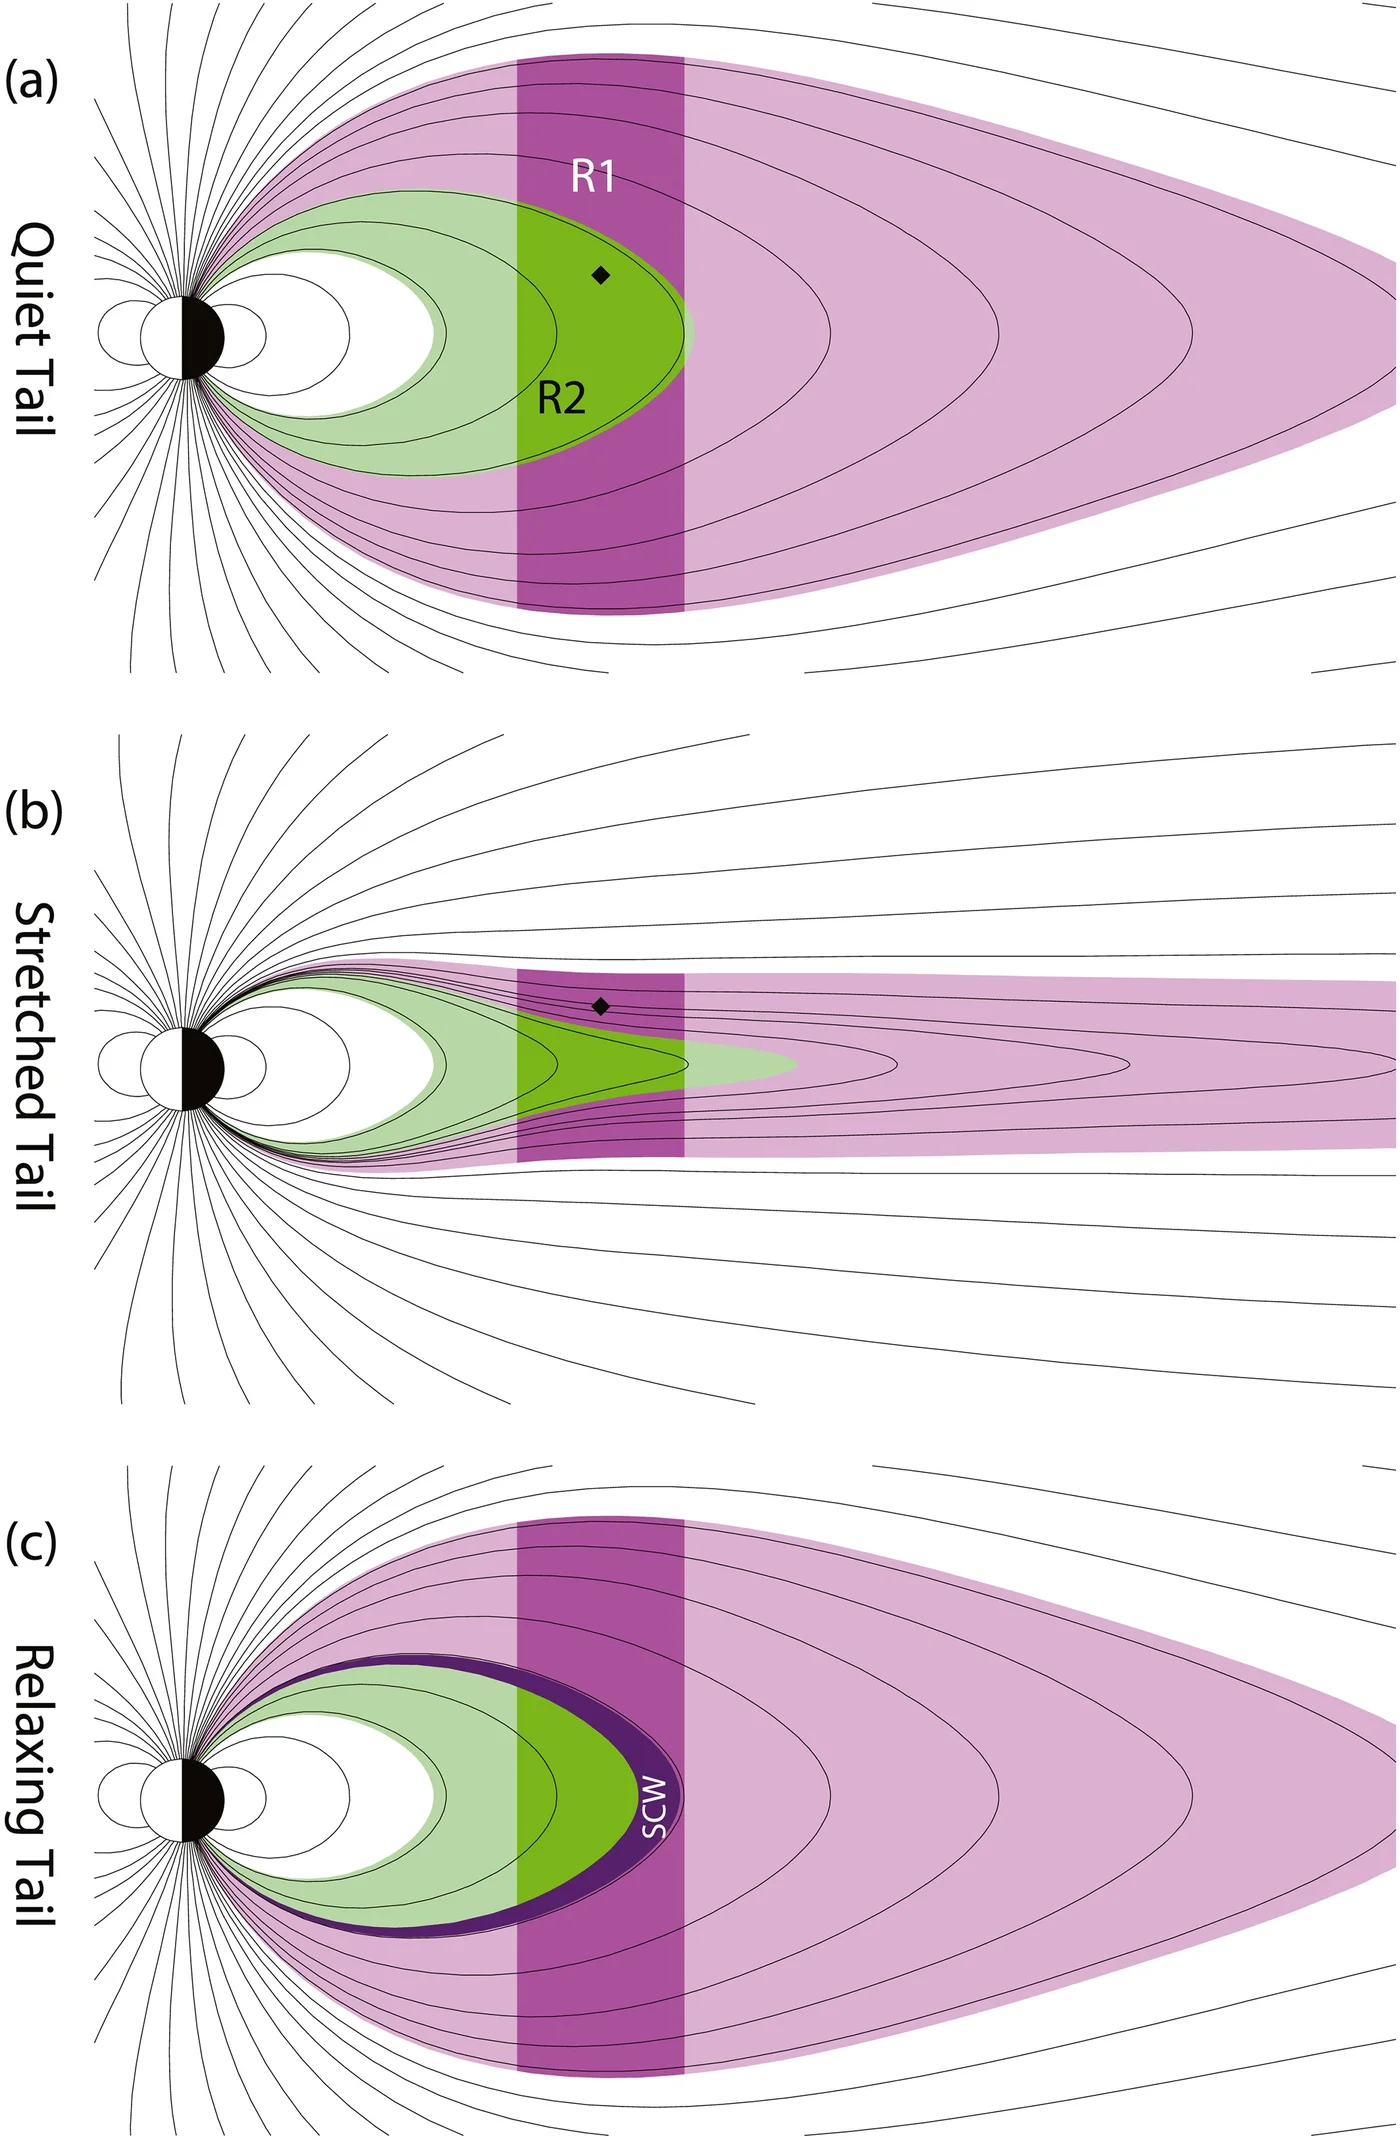 (a)
Quiet Tail
R1
R2
(b)
Stretched Tail
(c)
Relaxing Tail
SCW